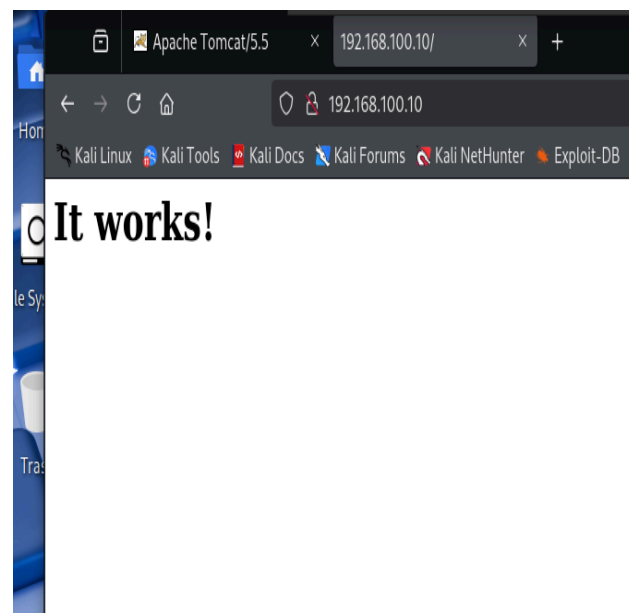 Apache Tomcat/5.5
192.168.100.10/
192.168.100.10
Kali Linux Kali Tools Kali Docs Kali Forums Kali NetHunter Exploit-DB
It works!
Hom
le Sy
Tras